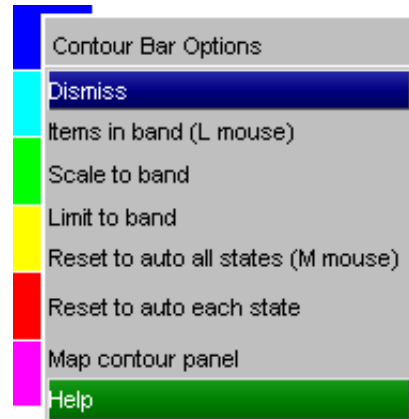 Contour Bar Options
Dismiss
Items in band (L mouse)
Scale to band
Limit to band
Reset to auto all states (M mouse)
Reset to auto each state
Map contour panel
Help